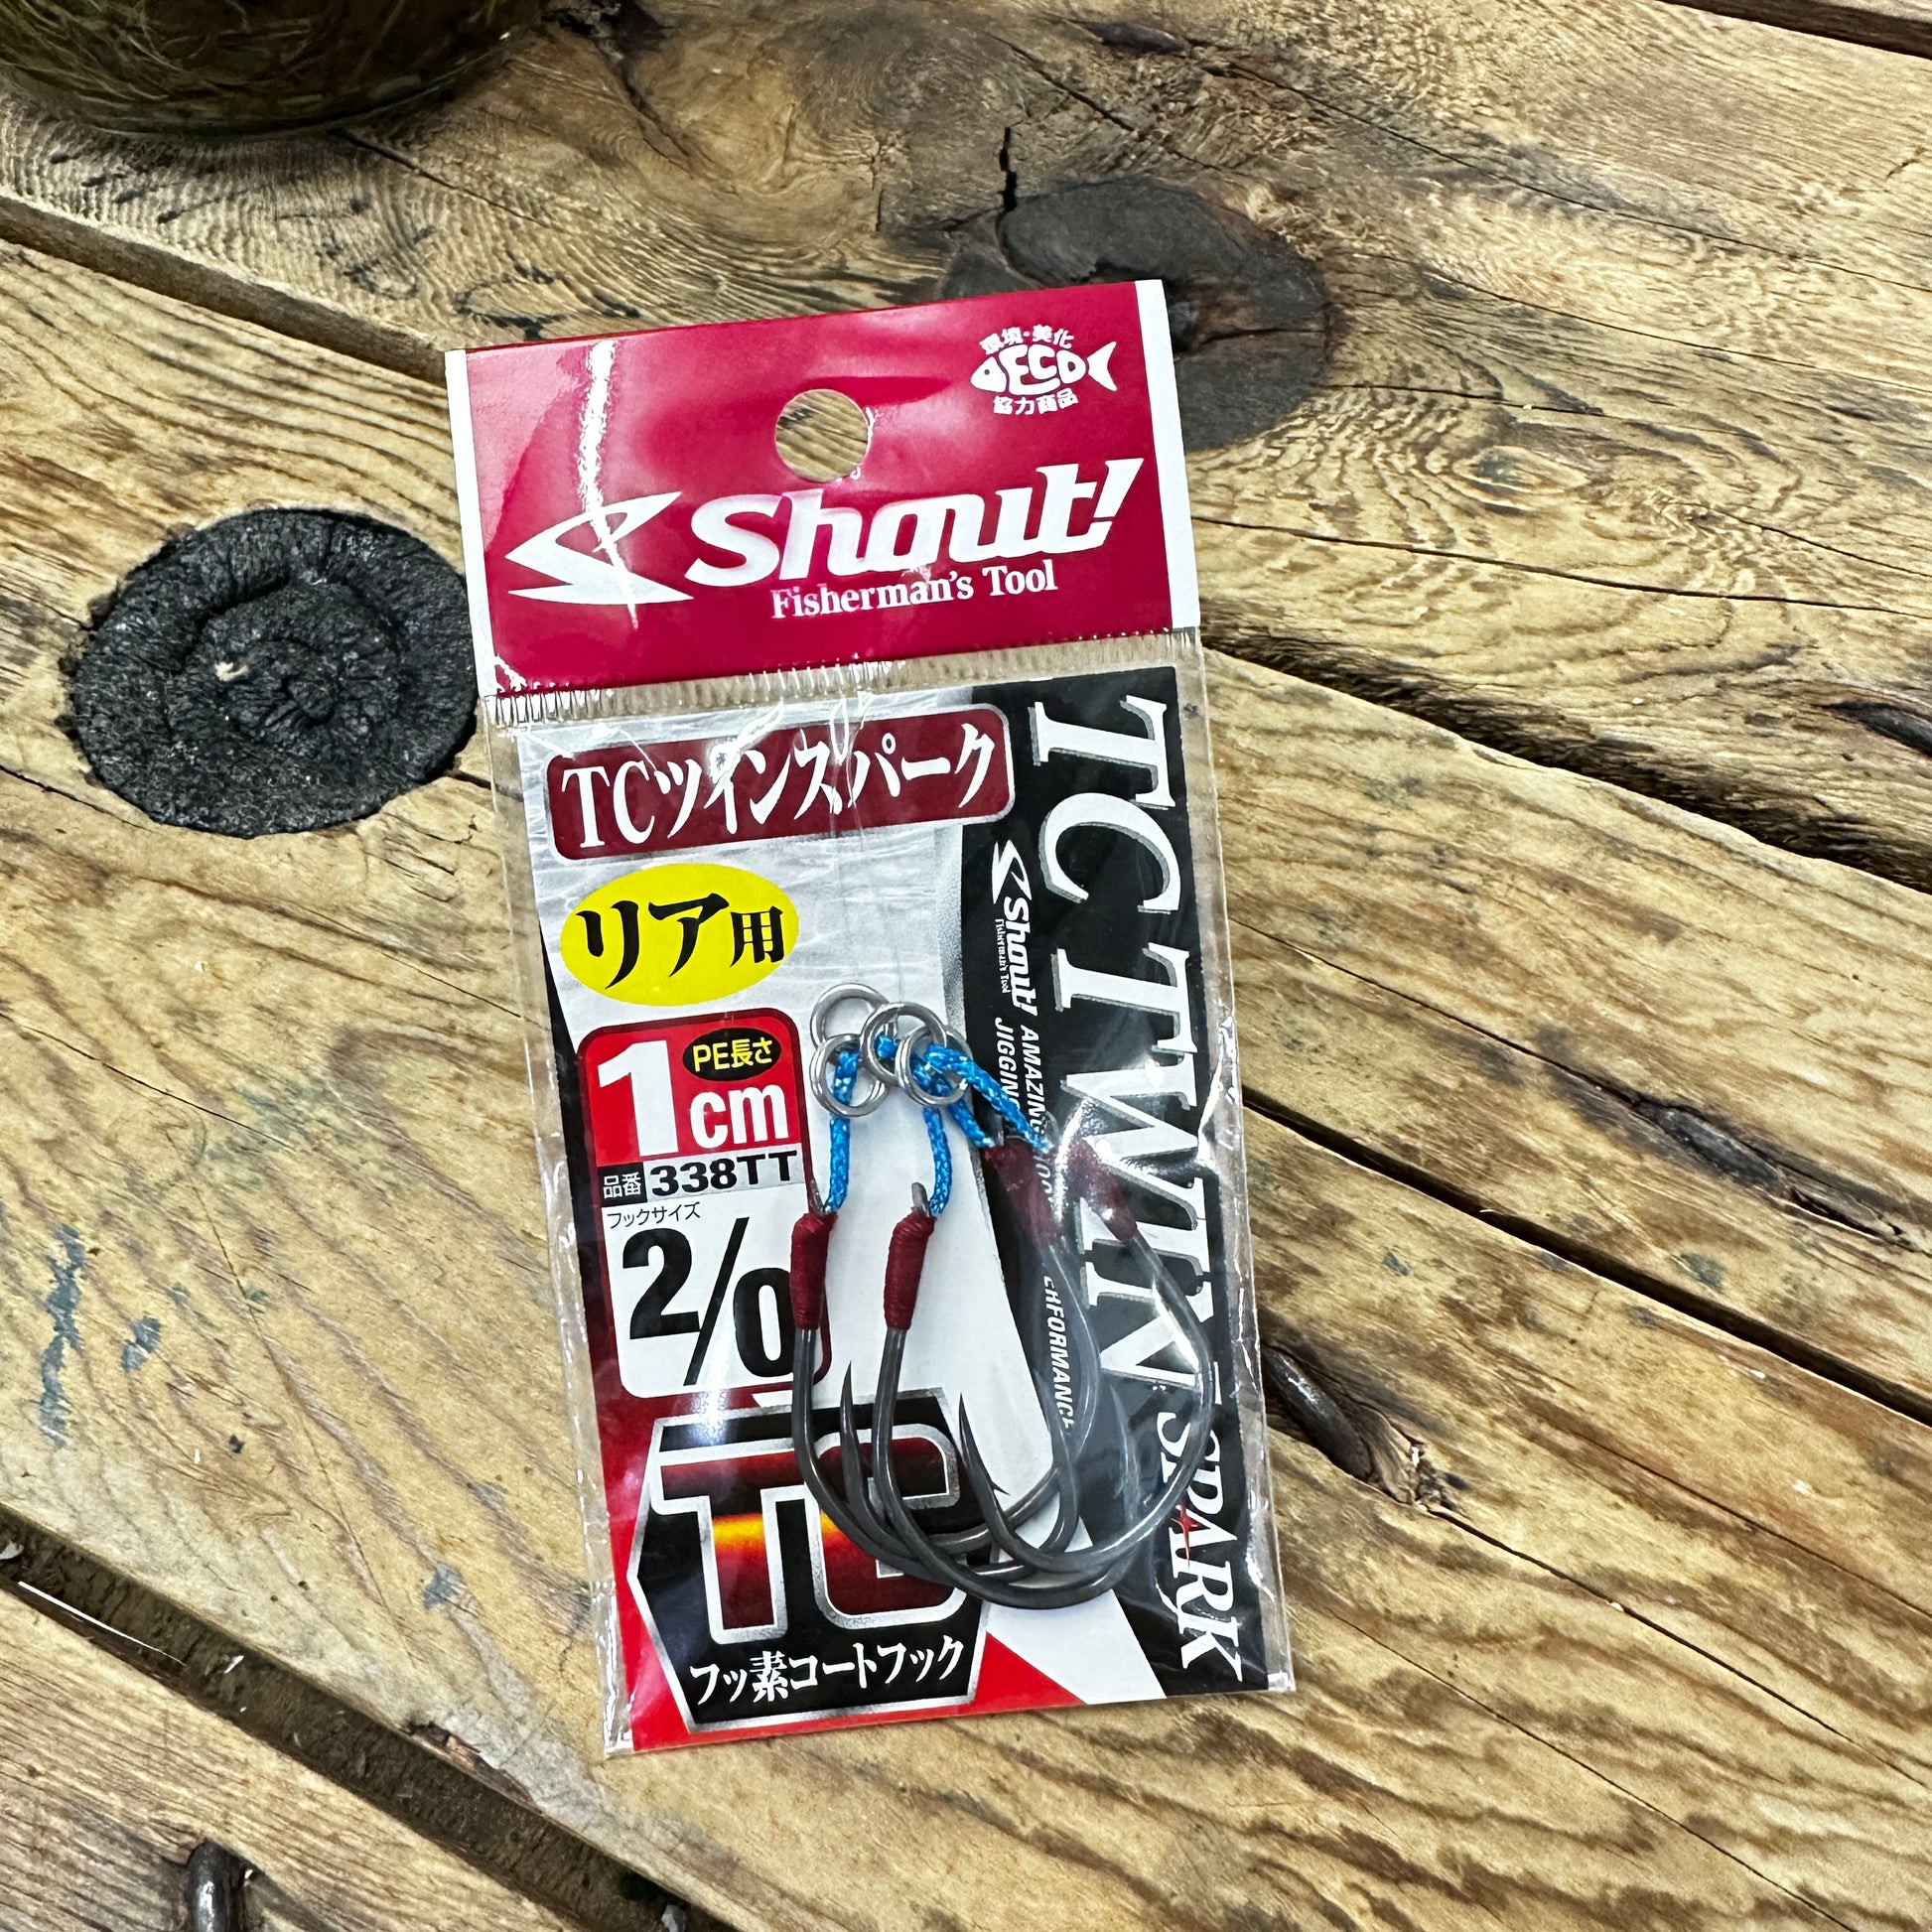 環境・美化
ECO
協力商品
Shout!
Fisherman's Tool
TCツインスパーク
リア用
1cm
PE長さ
品番 338TT
フックサイズ
2/0
TC
フッ素コートフック
TC TWIN SPARK
Shout!
Fisherman's Tool
AMAZING
JIGGING